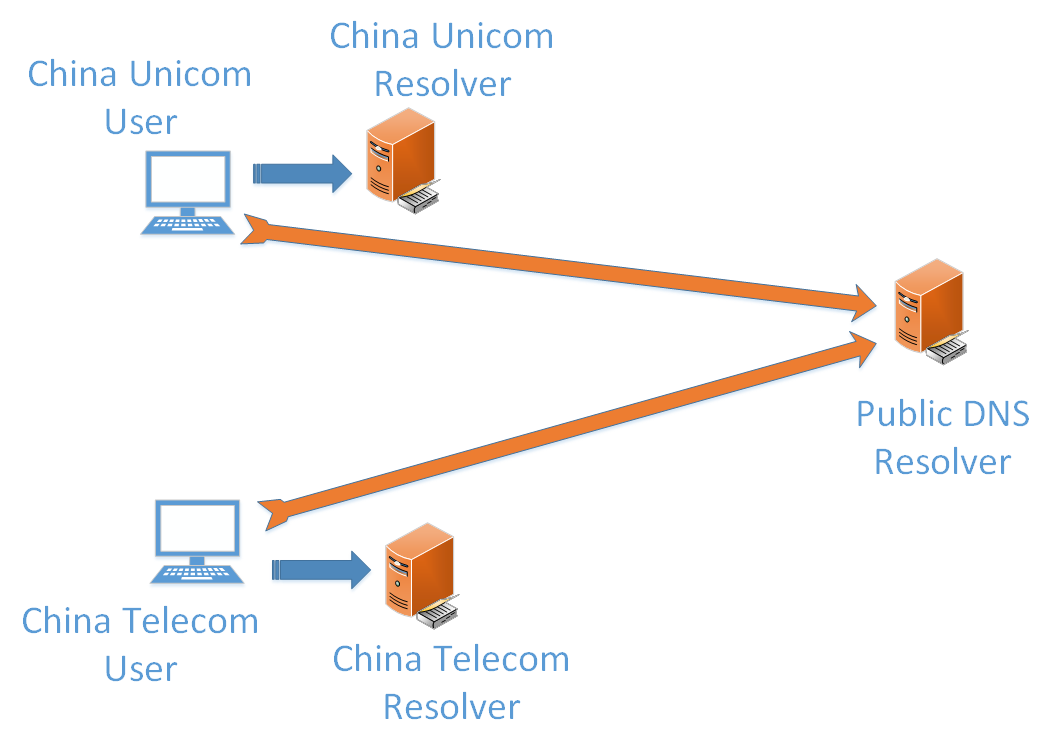 China Unicom
Resolver
China Unicom
User
Public DNS
Resolver
China Telecom
User
China Telecom
Resolver